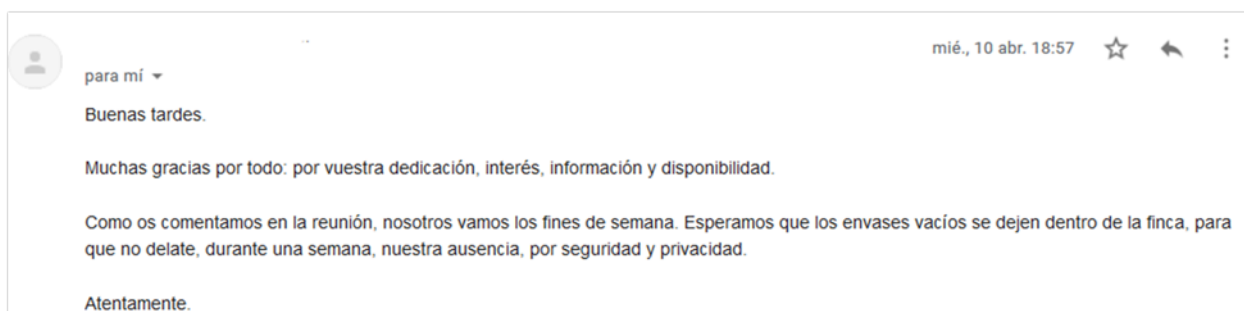 mié., 10 abr. 18:57
para mí
Buenas tardes.
Muchas gracias por todo: por vuestra dedicación, interés, información y disponibilidad.
Como os comentamos en la reunión, nosotros vamos los fines de semana. Esperamos que los envases vacíos se dejen dentro de la finca, para
que no delate, durante una semana, nuestra ausencia, por seguridad y privacidad.
Atentamente.